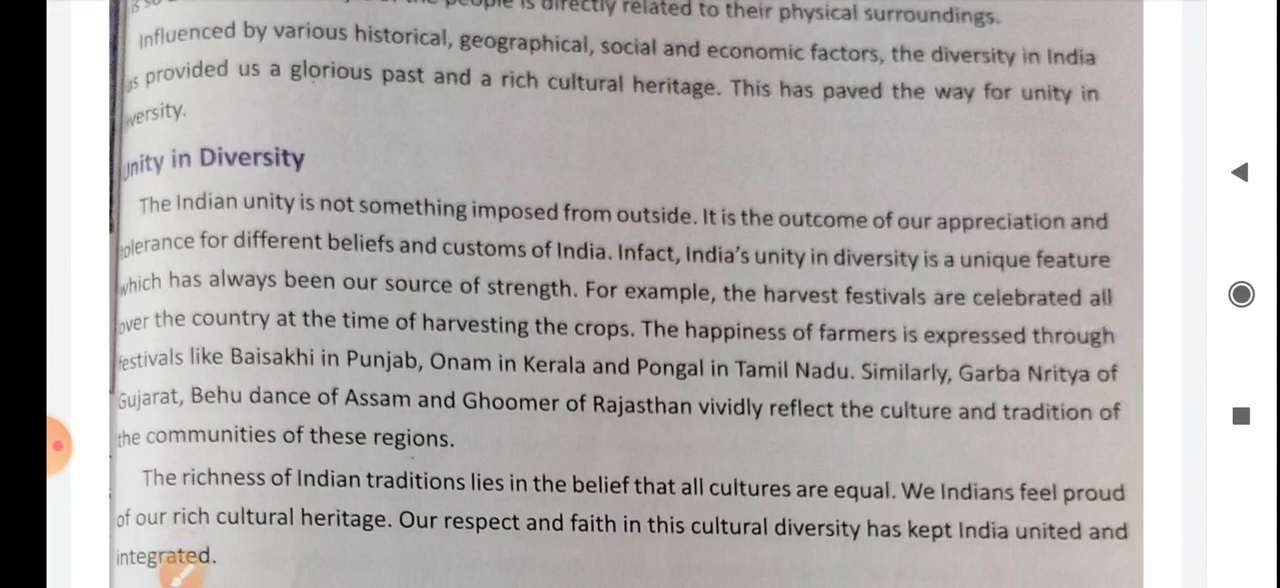 people is directly related to their physical surroundings.
Influenced by various historical, geographical, social and economic factors, the diversity in India
as provided us a glorious past and a rich cultural heritage. This has paved the way for unity in
versity.
Unity in Diversity
The Indian unity is not something imposed from outside. It is the outcome of our appreciation and
tolerance for different beliefs and customs of India. Infact, India's unity in diversity is a unique feature
which has always been our source of strength. For example, the harvest festivals are celebrated all
over the country at the time of harvesting the crops. The happiness of farmers is expressed through
festivals like Baisakhi in Punjab, Onam in Kerala and Pongal in Tamil Nadu. Similarly, Garba Nritya of
Gujarat, Behu dance of Assam and Ghoomer of Rajasthan vividly reflect the culture and tradition of
the communities of these regions.
The richness of Indian traditions lies in the belief that all cultures are equal. We Indians feel proud
of our rich cultural heritage. Our respect and faith in this cultural diversity has kept India united and
integrated.